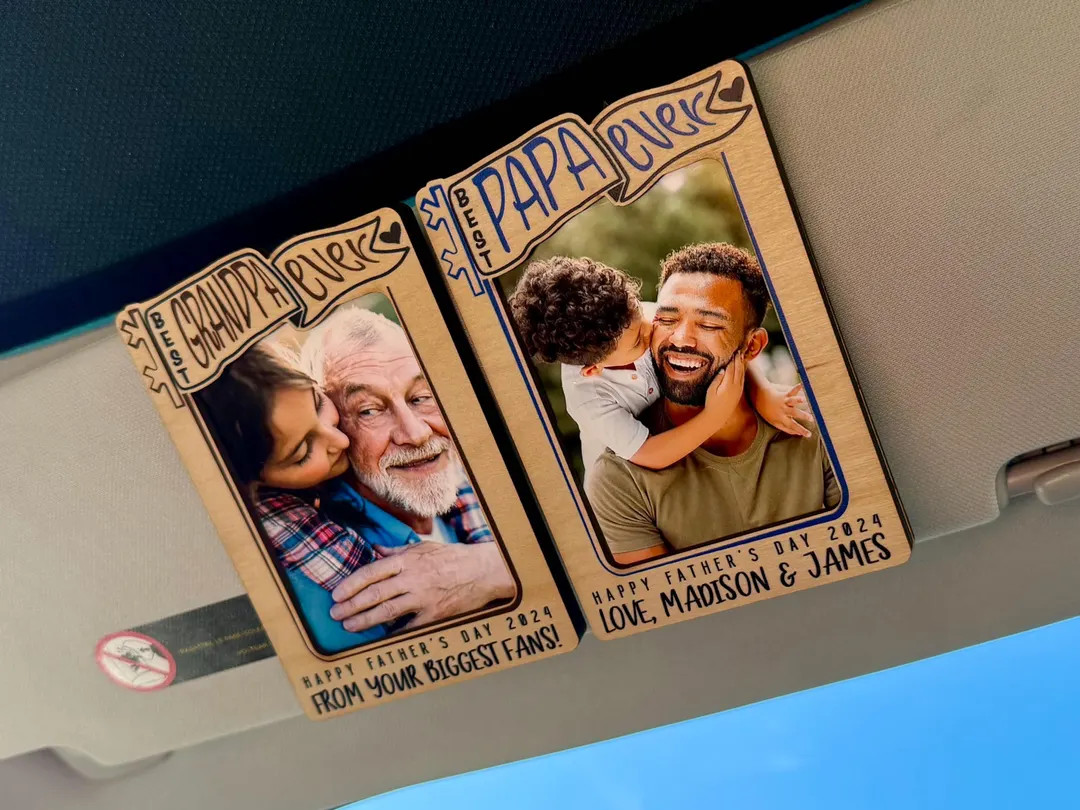 BEST GRANDPA ever
HAPPY FATHER'S DAY 2024
FROM YOUR BIGGEST FANS!
BEST PAPA ever
HAPPY FATHER'S DAY 2024
LOVE, MADISON & JAMES